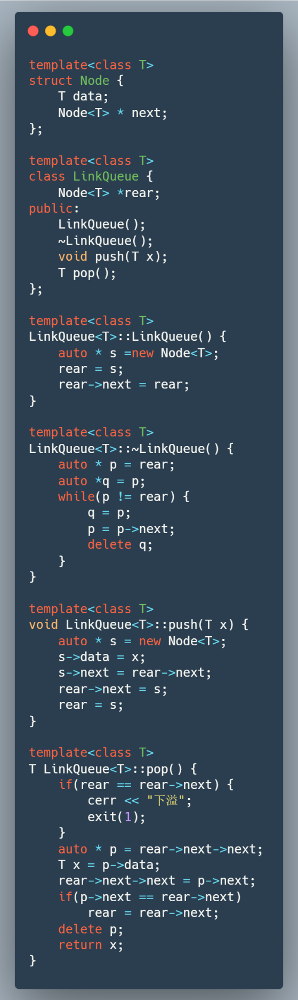 template<class T>
struct Node {
    T data;
    Node<T> * next;
};

template<class T>
class LinkQueue {
    Node<T> *rear;
public:
    LinkQueue();
    ~LinkQueue();
    void push(T x);
    T pop();
};

template<class T>
LinkQueue<T>::LinkQueue() {
    auto * s =new Node<T>;
    rear = s;
    rear->next = rear;
}

template<class T>
LinkQueue<T>::~LinkQueue() {
    auto * p = rear;
    auto *q = p;
    while(p != rear) {
        q = p;
        p = p->next;
        delete q;
    }
}

template<class T>
void LinkQueue<T>::push(T x) {
    auto * s = new Node<T>;
    s->data = x;
    s->next = rear->next;
    rear->next = s;
    rear = s;
}

template<class T>
T LinkQueue<T>::pop() {
    if(rear == rear->next) {
        cerr << "下溢";
        exit(1);
    }
    auto * p = rear->next->next;
    T x = p->data;
    rear->next->next = p->next;
    if(p->next == rear->next)
        rear = rear->next;
    delete p;
    return x;
}